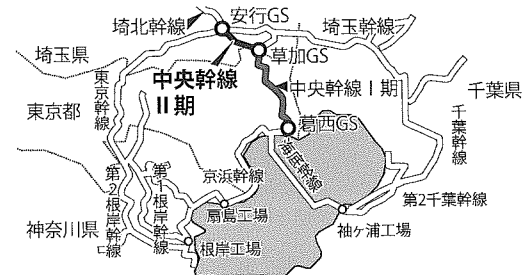 埼北幹線
安行GS
埼玉幹線
埼玉県
草加GS
中央幹線
Ⅱ期
中央幹線Ⅰ期
東京幹線
千葉県
東京都
葛西GS
千葉幹線
海底幹線
京浜幹線
第1根岸幹線
第2根岸幹線
第2千葉幹線
扇島工場
袖ヶ浦工場
神奈川県
根岸工場